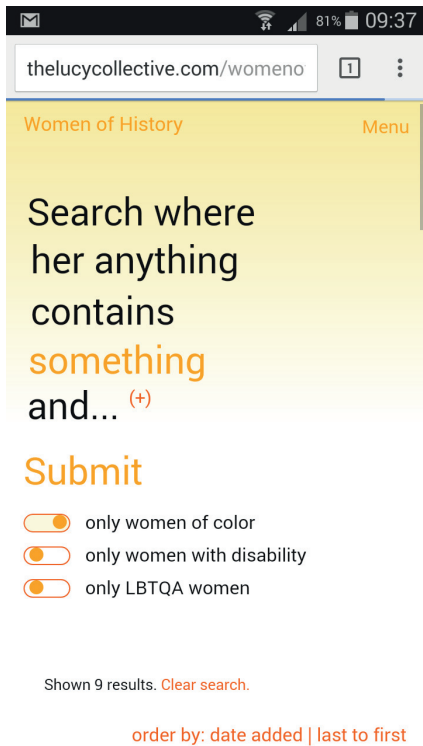 81% 09:37
thelucycollective.com/womeno
1
Women of History
Menu
Search where
her anything
contains
something
and... (+)
Submit
only women of color
only women with disability
only LBTQA women
Shown 9 results. Clear search.
order by: date added | last to first